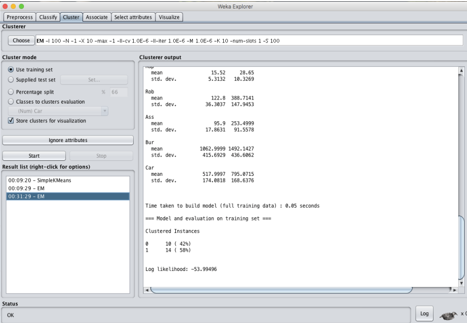 Weka Explorer
Preprocess Classify Cluster Associate Select attributes Visualize
Clusterer
Choose EM -I 100 -N -1 -X 10 -max -1 -ll-cv 1.0E-6 -ll-iter 1.0E-6 -M 1.0E-6 -K 10 -num-slots 1 -S 100
Cluster mode
Use training set
Supplied test set Set...
Percentage split % 66
Classes to clusters evaluation
(Num) Car
Store clusters for visualization
Ignore attributes
Start Stop
Result list (right-click for options)
00:09:20 - SimpleKMeans
00:09:29 - EM
00:31:29 - EM
Clusterer output
mean 15.52 28.65
std. dev. 5.3132 10.3269
Rob
mean 122.8 388.7141
std. dev. 36.3037 147.9453
Ass
mean 95.9 253.4999
std. dev. 17.8631 91.5578
Bur
mean 1062.9999 1492.1427
std. dev. 415.6929 436.6062
Car
mean 517.9997 795.0715
std. dev. 174.0018 168.6376
Time taken to build model (full training data) : 0.05 seconds
=== Model and evaluation on training set ===
Clustered Instances
0 10 ( 42%)
1 14 ( 58%)
Log likelihood: -53.99496
Status
OK
Log
x